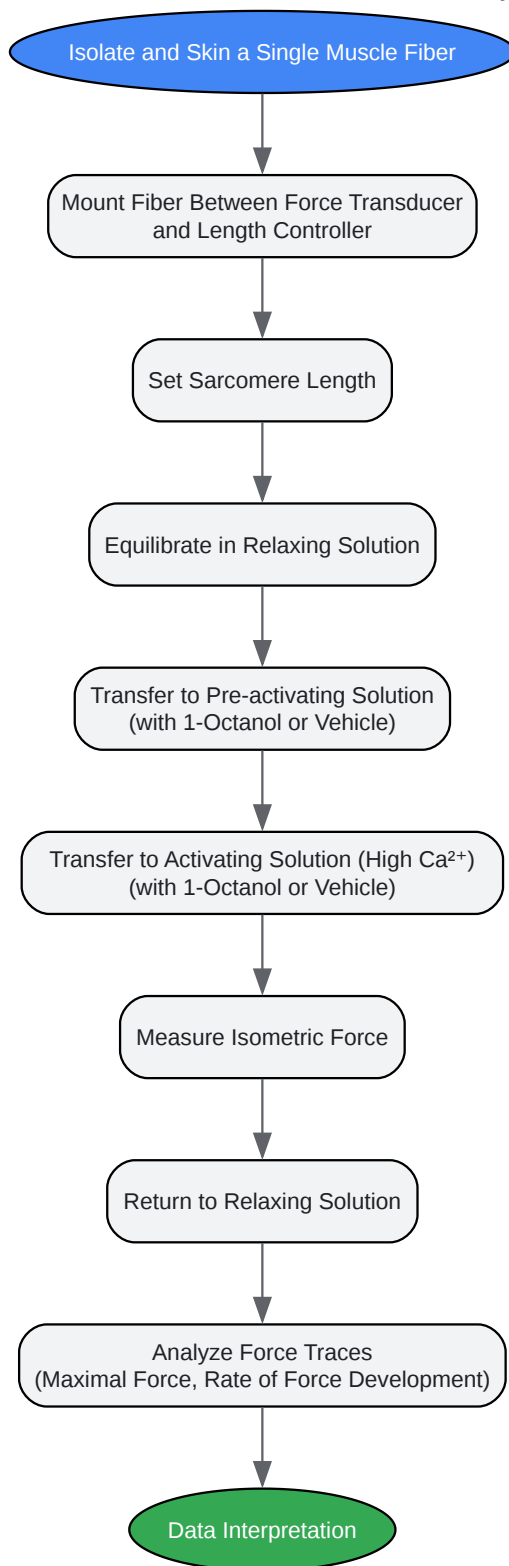 Isolate and Skin a Single Muscle Fiber
Mount Fiber Between Force Transducer
and Length Controller
Set Sarcomere Length
Equilibrate in Relaxing Solution
Transfer to Pre-activating Solution
(with 1-Octanol or Vehicle)
Transfer to Activating Solution (High Ca²⁺)
(with 1-Octanol or Vehicle)
Measure Isometric Force
Return to Relaxing Solution
Analyze Force Traces
(Maximal Force, Rate of Force Development)
Data Interpretation